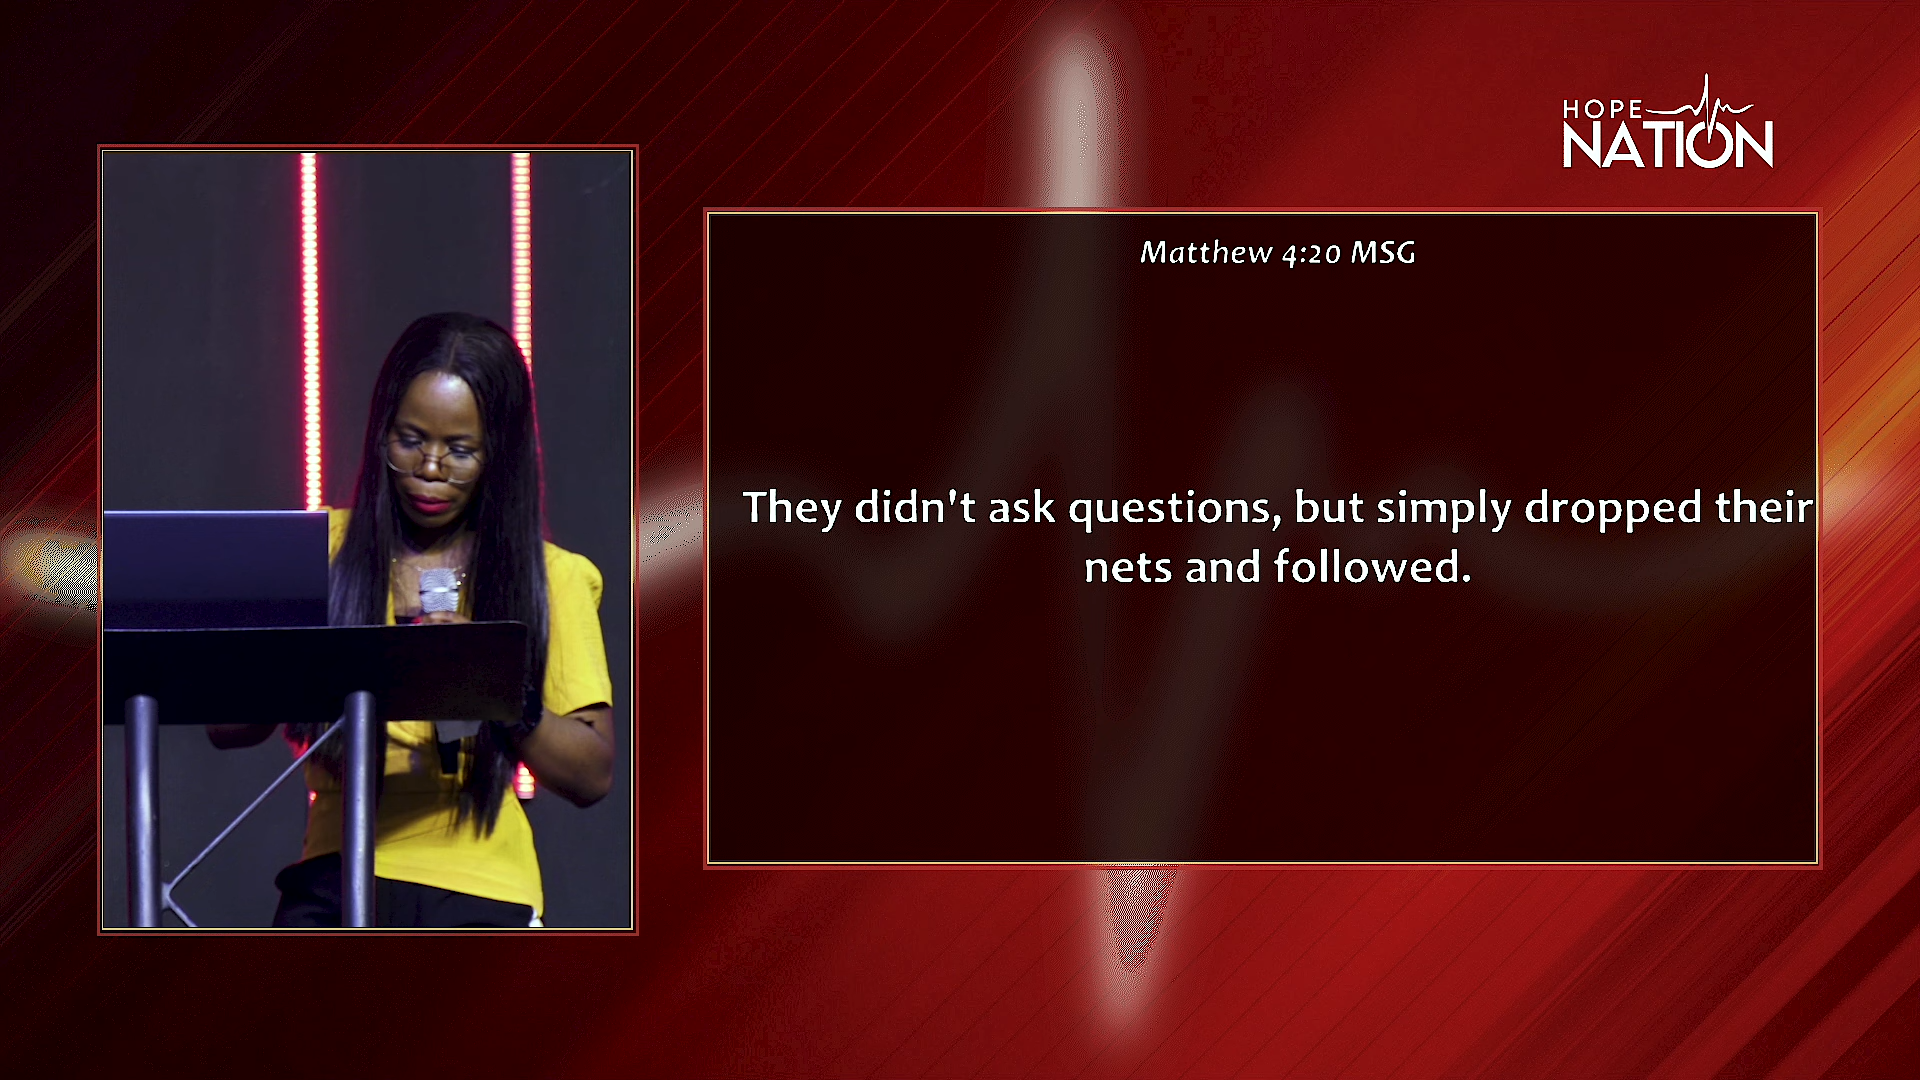 HOPE
NATION
Matthew 4:20 MSG
They didn't ask questions, but simply dropped their
nets and followed.